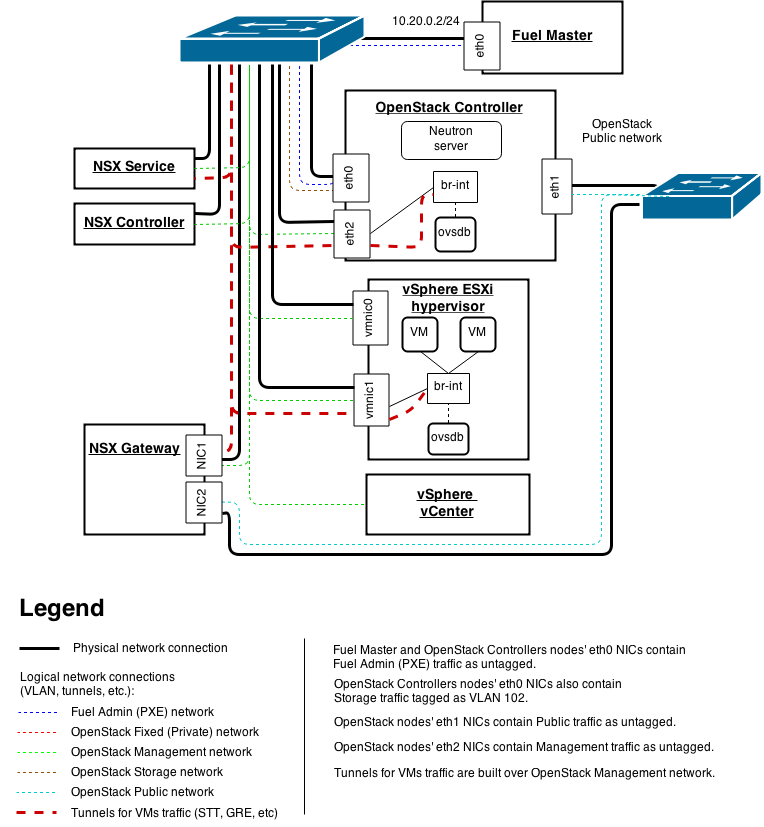 10.20.0.2/24
eth0
Fuel Master
OpenStack Controller
Neutron
server
OpenStack
Public network
NSX Service
eth0
br-int
eth1
NSX Controller
eth2
ovsdb
vSphere ESXi
hypervisor
vmnic0
VM
VM
vmnic1
br-int
ovsdb
NSX Gateway
NIC1
NIC2
vSphere
vCenter
Legend
Physical network connection
Logical network connections
(VLAN, tunnels, etc.):
Fuel Admin (PXE) network
OpenStack Fixed (Private) network
OpenStack Management network
OpenStack Storage network
OpenStack Public network
Tunnels for VMs traffic (STT, GRE, etc)
Fuel Master and OpenStack Controllers nodes' eth0 NICs contain
Fuel Admin (PXE) traffic as untagged.
OpenStack Controllers nodes' eth0 NICs also contain
Storage traffic tagged as VLAN 102.
OpenStack nodes' eth1 NICs contain Public traffic as untagged.
OpenStack nodes' eth2 NICs contain Management traffic as untagged.
Tunnels for VMs traffic are built over OpenStack Management network.